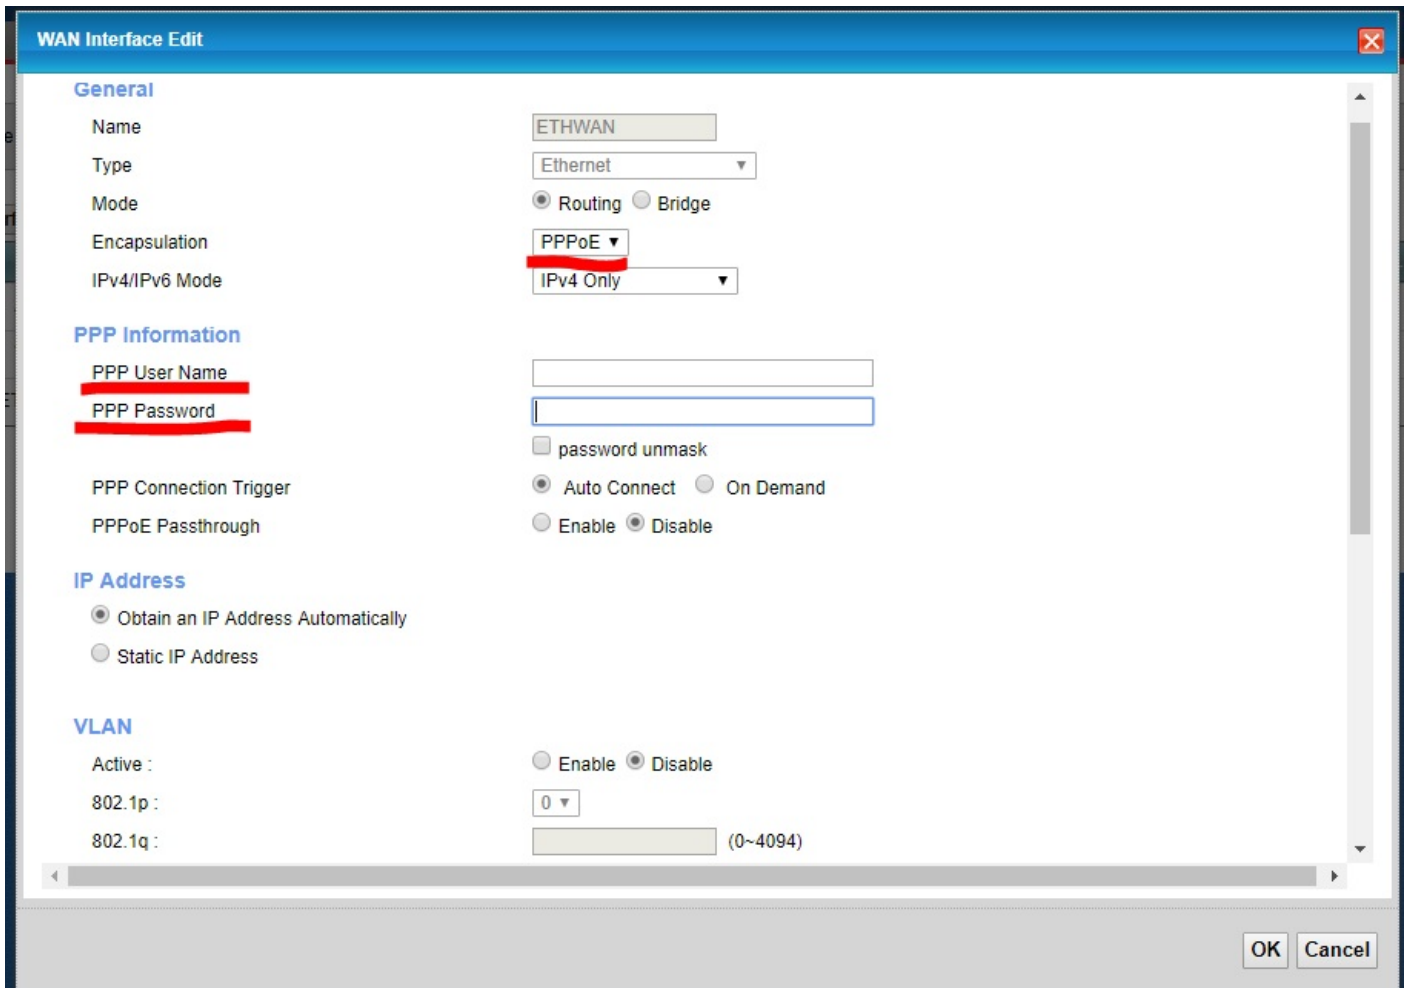 WAN Interface Edit
General
Name ETHWAN
Type Ethernet
Mode Routing Bridge
Encapsulation PPPoE
IPv4/IPv6 Mode IPv4 Only
PPP Information
PPP User Name
PPP Password
password unmask
PPP Connection Trigger Auto Connect On Demand
PPPoE Passthrough Enable Disable
IP Address
Obtain an IP Address Automatically
Static IP Address
VLAN
Active : Enable Disable
802.1p : 0
802.1q : (0~4094)
OK Cancel